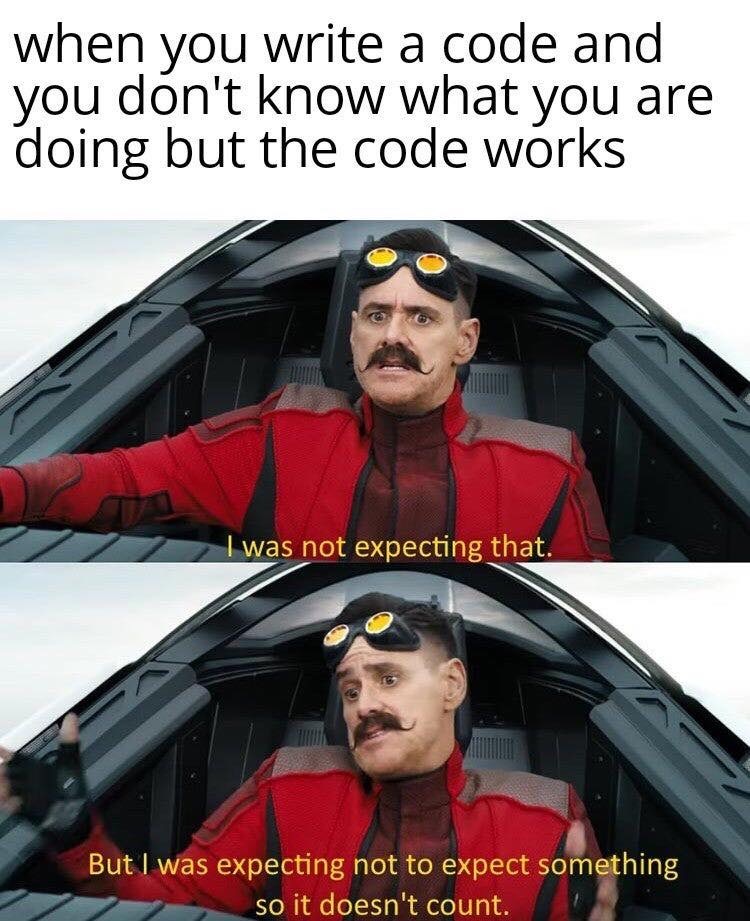 when you write a code and
you don't know what you are
doing but the code works
I was not expecting that.
But I was expecting not to expect something
so it doesn't count.